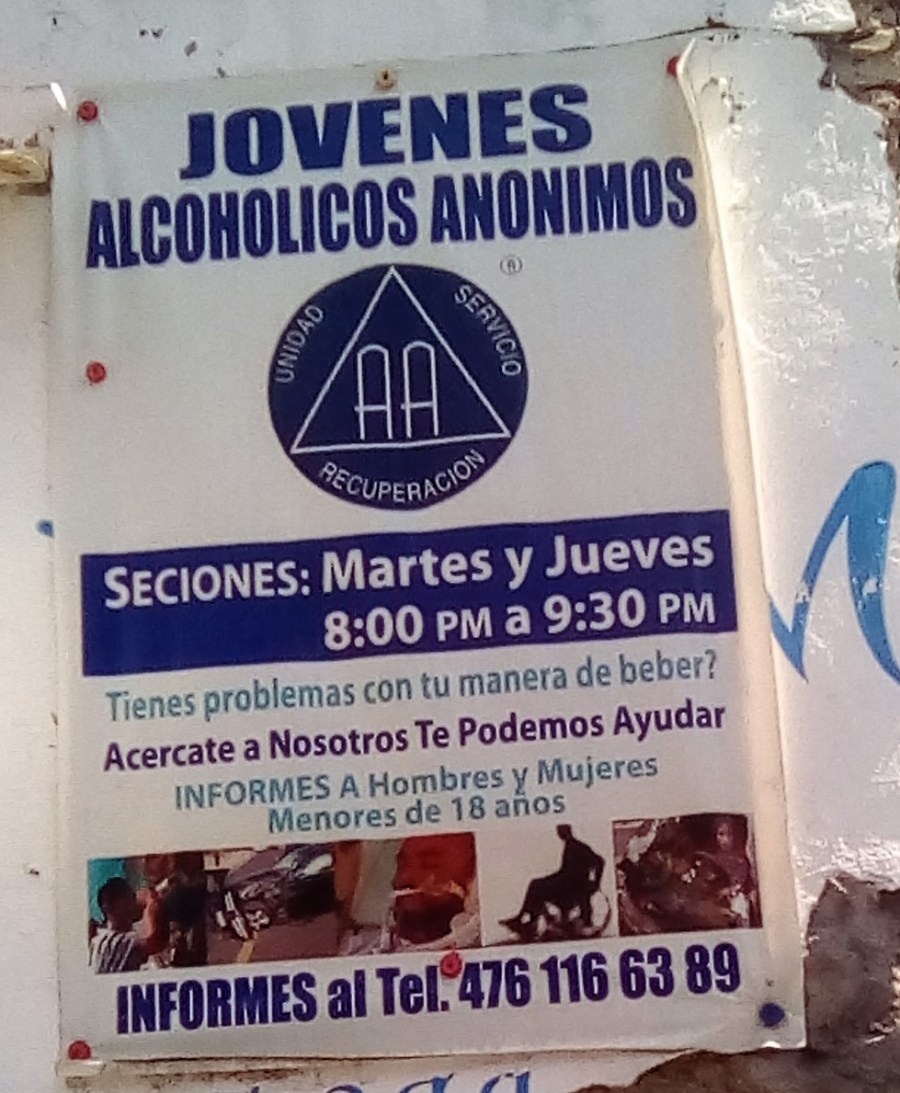 JOVENES
ALCOHOLICOS ANONIMOS
®
UNIDAD
SERVICIO
AA
RECUPERACION
SECIONES: Martes y Jueves
8:00 PM a 9:30 PM
Tienes problemas con tu manera de beber?
Acercate a Nosotros Te Podemos Ayudar
INFORMES A Hombres y Mujeres
Menores de 18 años
INFORMES al Tel. 476 116 63 89